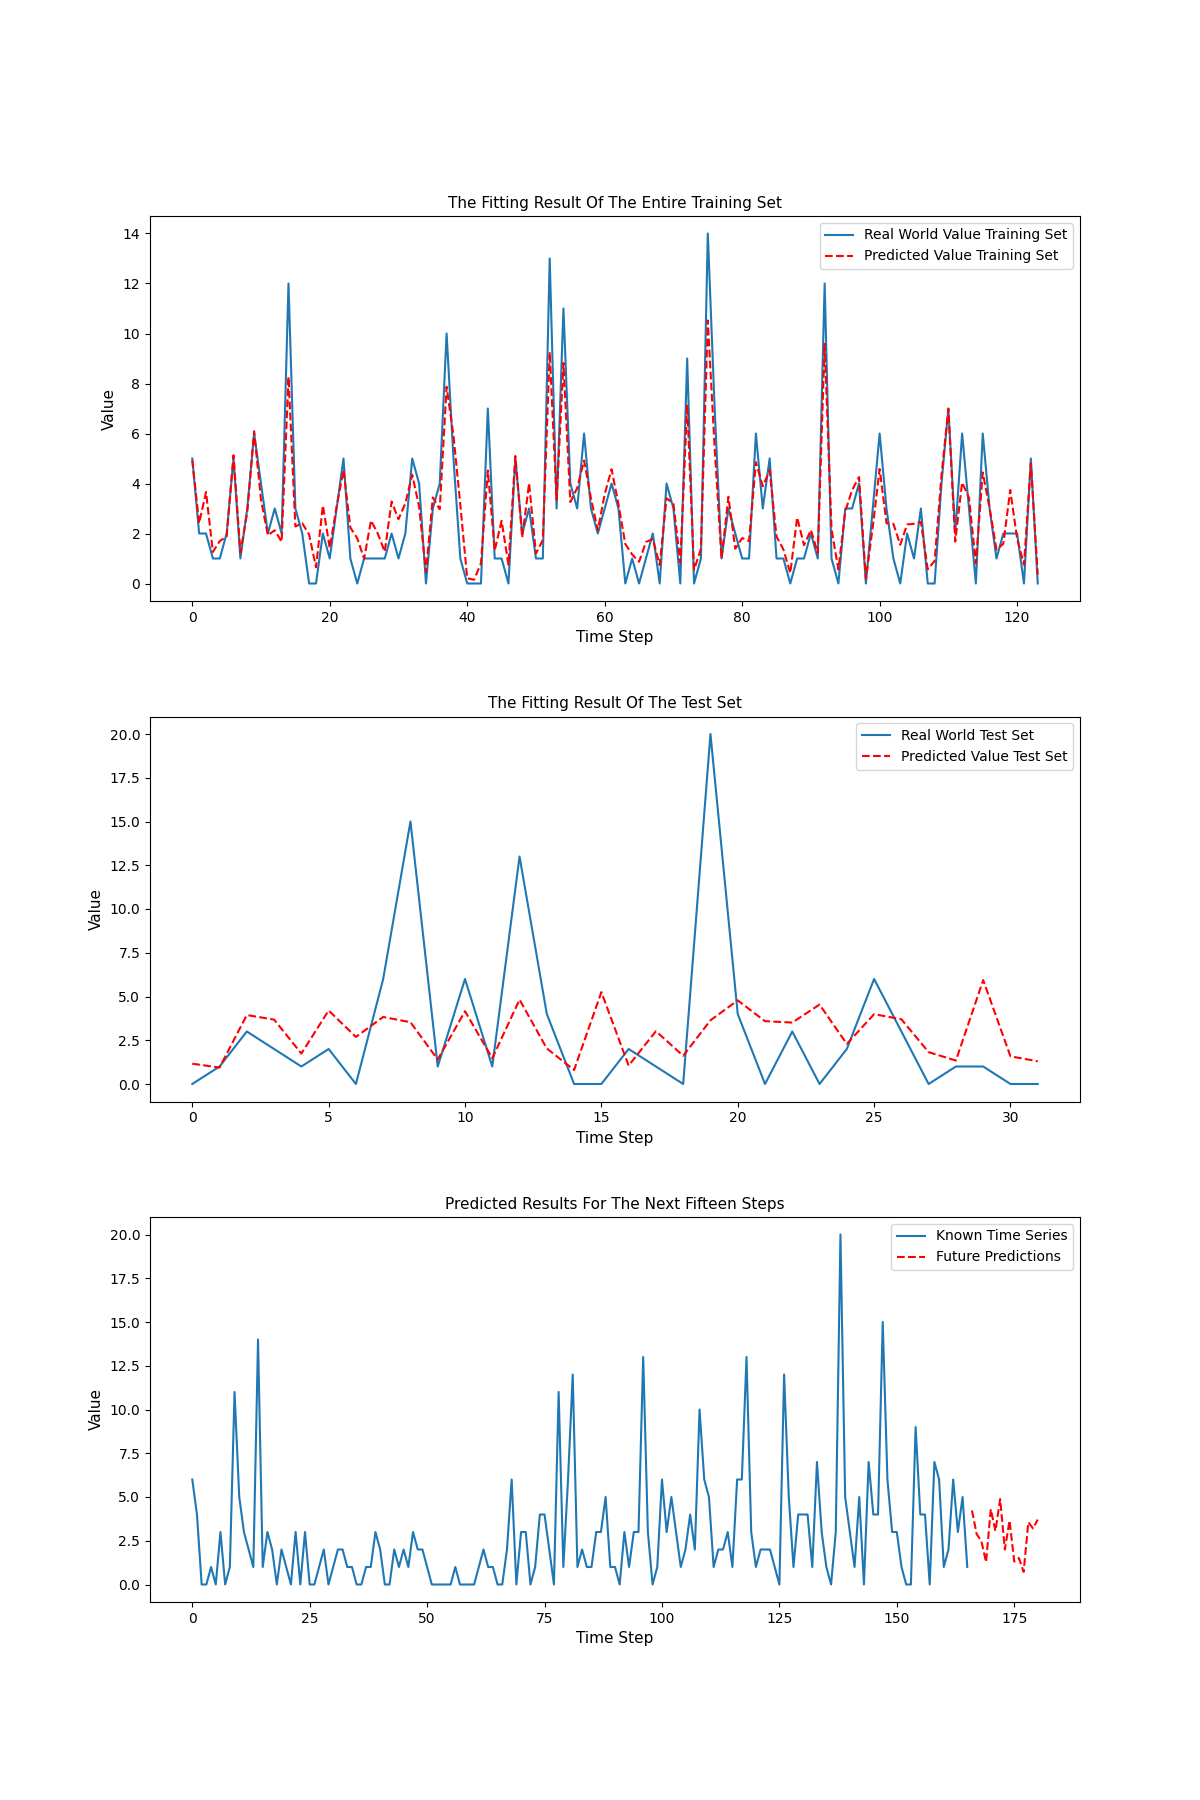 The Fitting Result Of The Entire Training Set
Real World Value Training Set
Predicted Value Training Set
14
12
10
8
6
4
2
0
Value
0 20 40 60 80 100 120
Time Step
The Fitting Result Of The Test Set
Real World Test Set
Predicted Value Test Set
20.0
17.5
15.0
12.5
10.0
7.5
5.0
2.5
0.0
Value
0 5 10 15 20 25 30
Time Step
Predicted Results For The Next Fifteen Steps
Known Time Series
Future Predictions
20.0
17.5
15.0
12.5
10.0
7.5
5.0
2.5
0.0
Value
0 25 50 75 100 125 150 175
Time Step